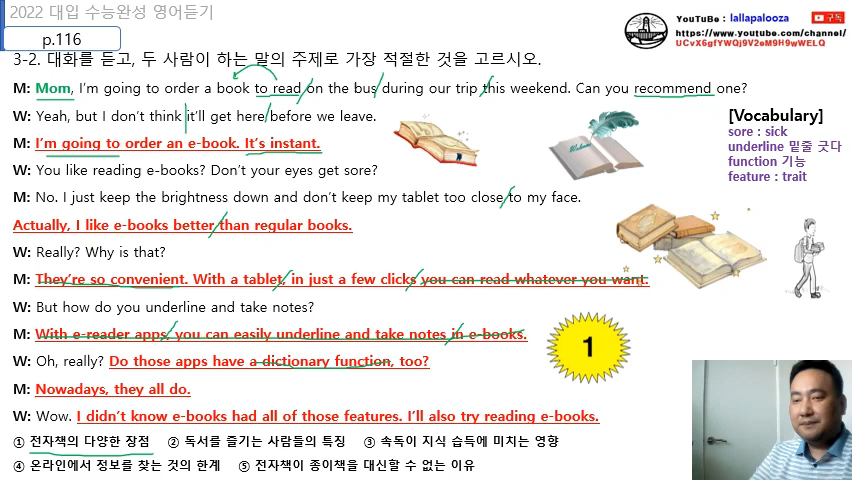 2022 대입 수능완성 영어듣기
YouTuBe : lallapalooza
구독
https://www.youtube.com/channel/
UCvX6gfYWQj9V2eM9H9wWELQ
p.116
3-2. 대화를 듣고, 두 사람이 하는 말의 주제로 가장 적절한 것을 고르시오.
M: Mom, I'm going to order a book to read on the bus during our trip this weekend. Can you recommend one?
W: Yeah, but I don't think it'll get here before we leave.
M: I'm going to order an e-book. It's instant.
W: You like reading e-books? Don't your eyes get sore?
M: No. I just keep the brightness down and don't keep my tablet too close to my face.
Actually, I like e-books better than regular books.
W: Really? Why is that?
M: They're so convenient. With a tablet, in just a few clicks you can read whatever you want.
W: But how do you underline and take notes?
M: With e-reader apps, you can easily underline and take notes in e-books.
W: Oh, really? Do those apps have a dictionary function, too?
M: Nowadays, they all do.
W: Wow. I didn't know e-books had all of those features. I'll also try reading e-books.
[Vocabulary]
sore : sick
underline 밑줄 긋다
function 기능
feature : trait
1
① 전자책의 다양한 장점 ② 독서를 즐기는 사람들의 특징 ③ 속독이 지식 습득에 미치는 영향
④ 온라인에서 정보를 찾는 것의 한계 ⑤ 전자책이 종이책을 대신할 수 없는 이유